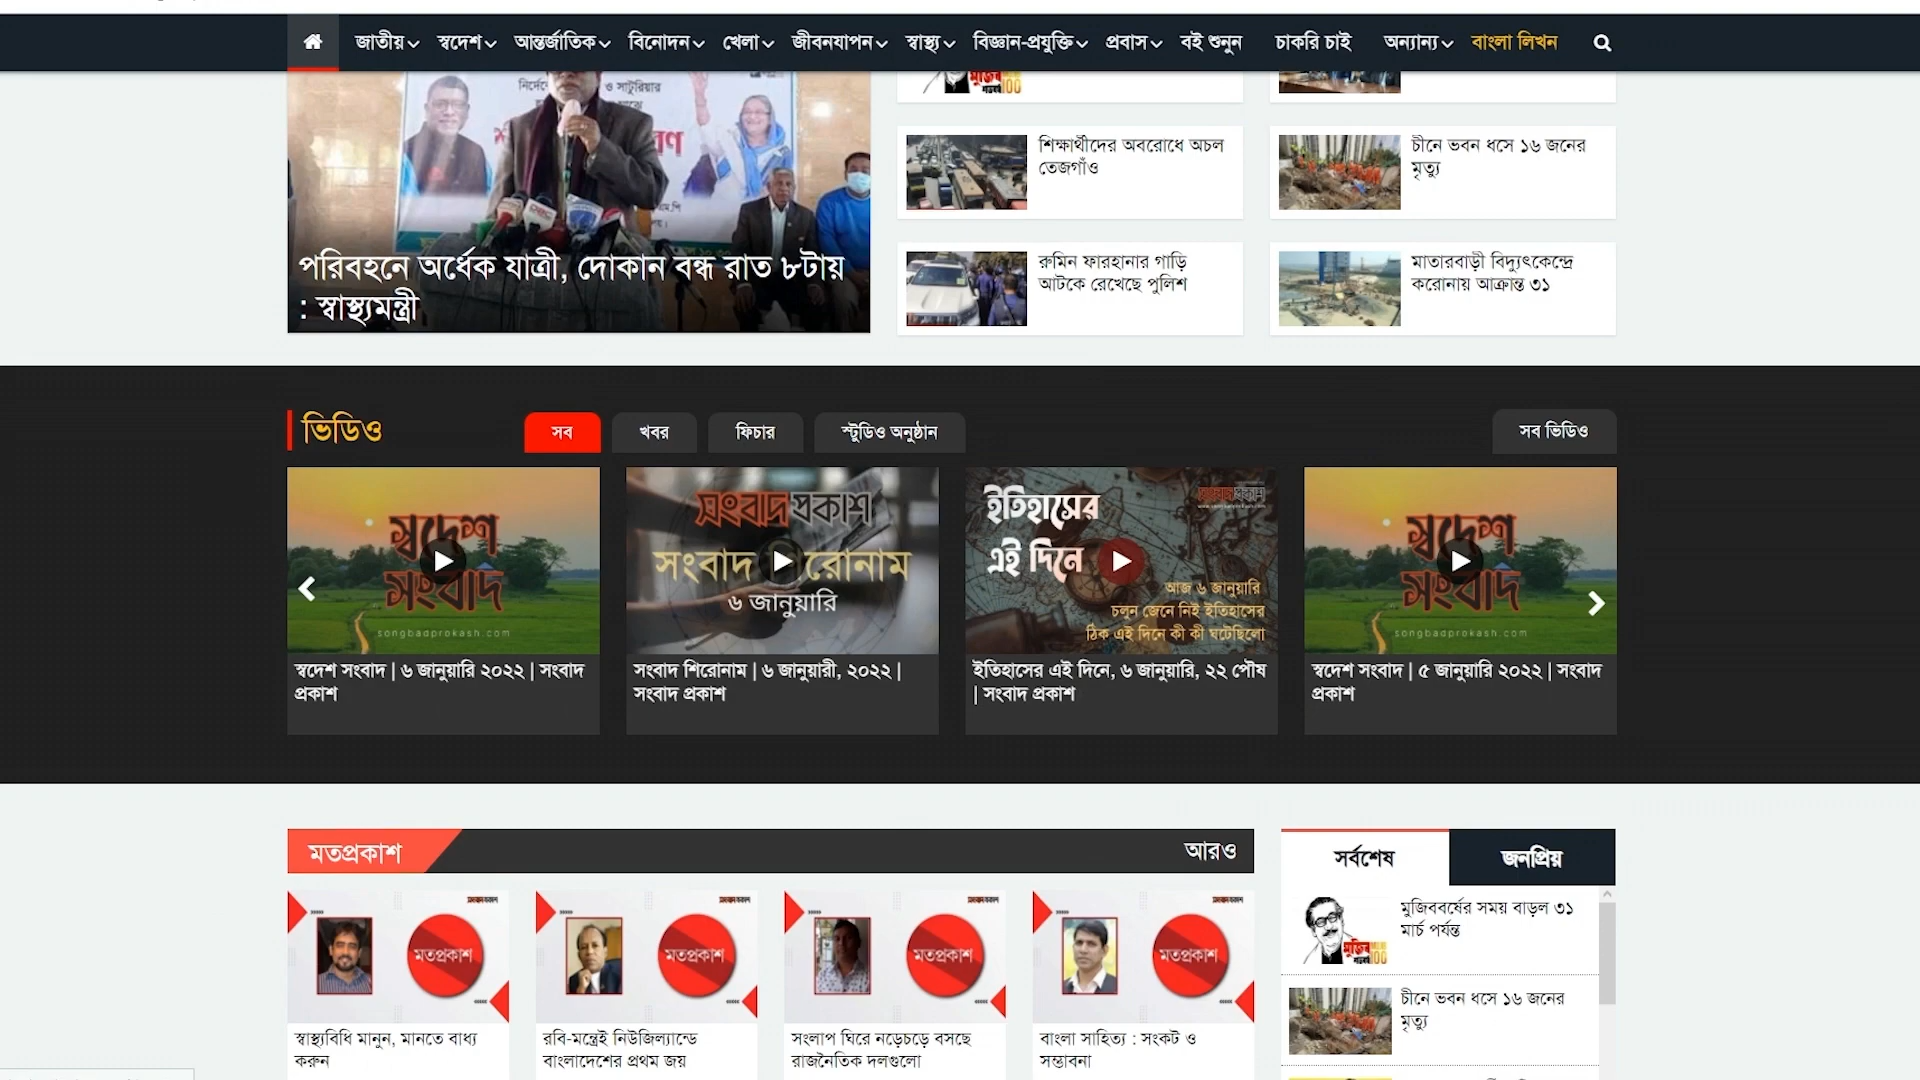 জাতীয়
স্বদেশ
আন্তর্জাতিক
বিনোদন
খেলা
জীবনযাপন
স্বাস্থ্য
বিজ্ঞান-প্রযুক্তি
প্রবাস
বই শুনুন
চাকরি চাই
অন্যান্য
বাংলা লিখন
ও সাটুরিয়ার
পরিবহনে অর্ধেক যাত্রী, দোকান বন্ধ রাত ৮টায়
: স্বাস্থ্যমন্ত্রী
শিক্ষার্থীদের অবরোধে অচল
তেজগাঁও
চীনে ভবন ধসে ১৬ জনের
মৃত্যু
রুমিন ফারহানার গাড়ি
আটকে রেখেছে পুলিশ
মাতারবাড়ী বিদ্যুৎকেন্দ্রে
করোনায় আক্রান্ত ৩১
ভিডিও
সব
খবর
ফিচার
স্টুডিও অনুষ্ঠান
সব ভিডিও
স্বদেশ
সংবাদ
songbadprokash.com
স্বদেশ সংবাদ | ৬ জানুয়ারি ২০২২ | সংবাদ
প্রকাশ
সংবাদ প্রকাশ
সংবাদ রোনাম
৬ জানুয়ারি
সংবাদ শিরোনাম | ৬ জানুয়ারী, ২০২২ |
সংবাদ প্রকাশ
ইতিহাসের
এই দিনে
আজ ৬ জানুয়ারি
চলুন জেনে নিই ইতিহাসের
ঠিক এই দিনে কী কী ঘটেছিলো
ইতিহাসের এই দিনে, ৬ জানুয়ারি, ২২ পৌষ
| সংবাদ প্রকাশ
স্বদেশ
সংবাদ
songbadprokash.com
স্বদেশ সংবাদ | ৫ জানুয়ারি ২০২২ | সংবাদ
প্রকাশ
মতপ্রকাশ
আরও
মতপ্রকাশ
স্বাস্থ্যবিধি মানুন, মানতে বাধ্য
করুন
মতপ্রকাশ
রবি-মন্ত্রেই নিউজিল্যান্ডে
বাংলাদেশের প্রথম জয়
মতপ্রকাশ
সংলাপ ঘিরে নড়েচড়ে বসছে
রাজনৈতিক দলগুলো
মতপ্রকাশ
বাংলা সাহিত্য : সংকট ও
সম্ভাবনা
সর্বশেষ
জনপ্রিয়
মুজিববর্ষের সময় বাড়ল ৩১
মার্চ পর্যন্ত
চীনে ভবন ধসে ১৬ জনের
মৃত্যু